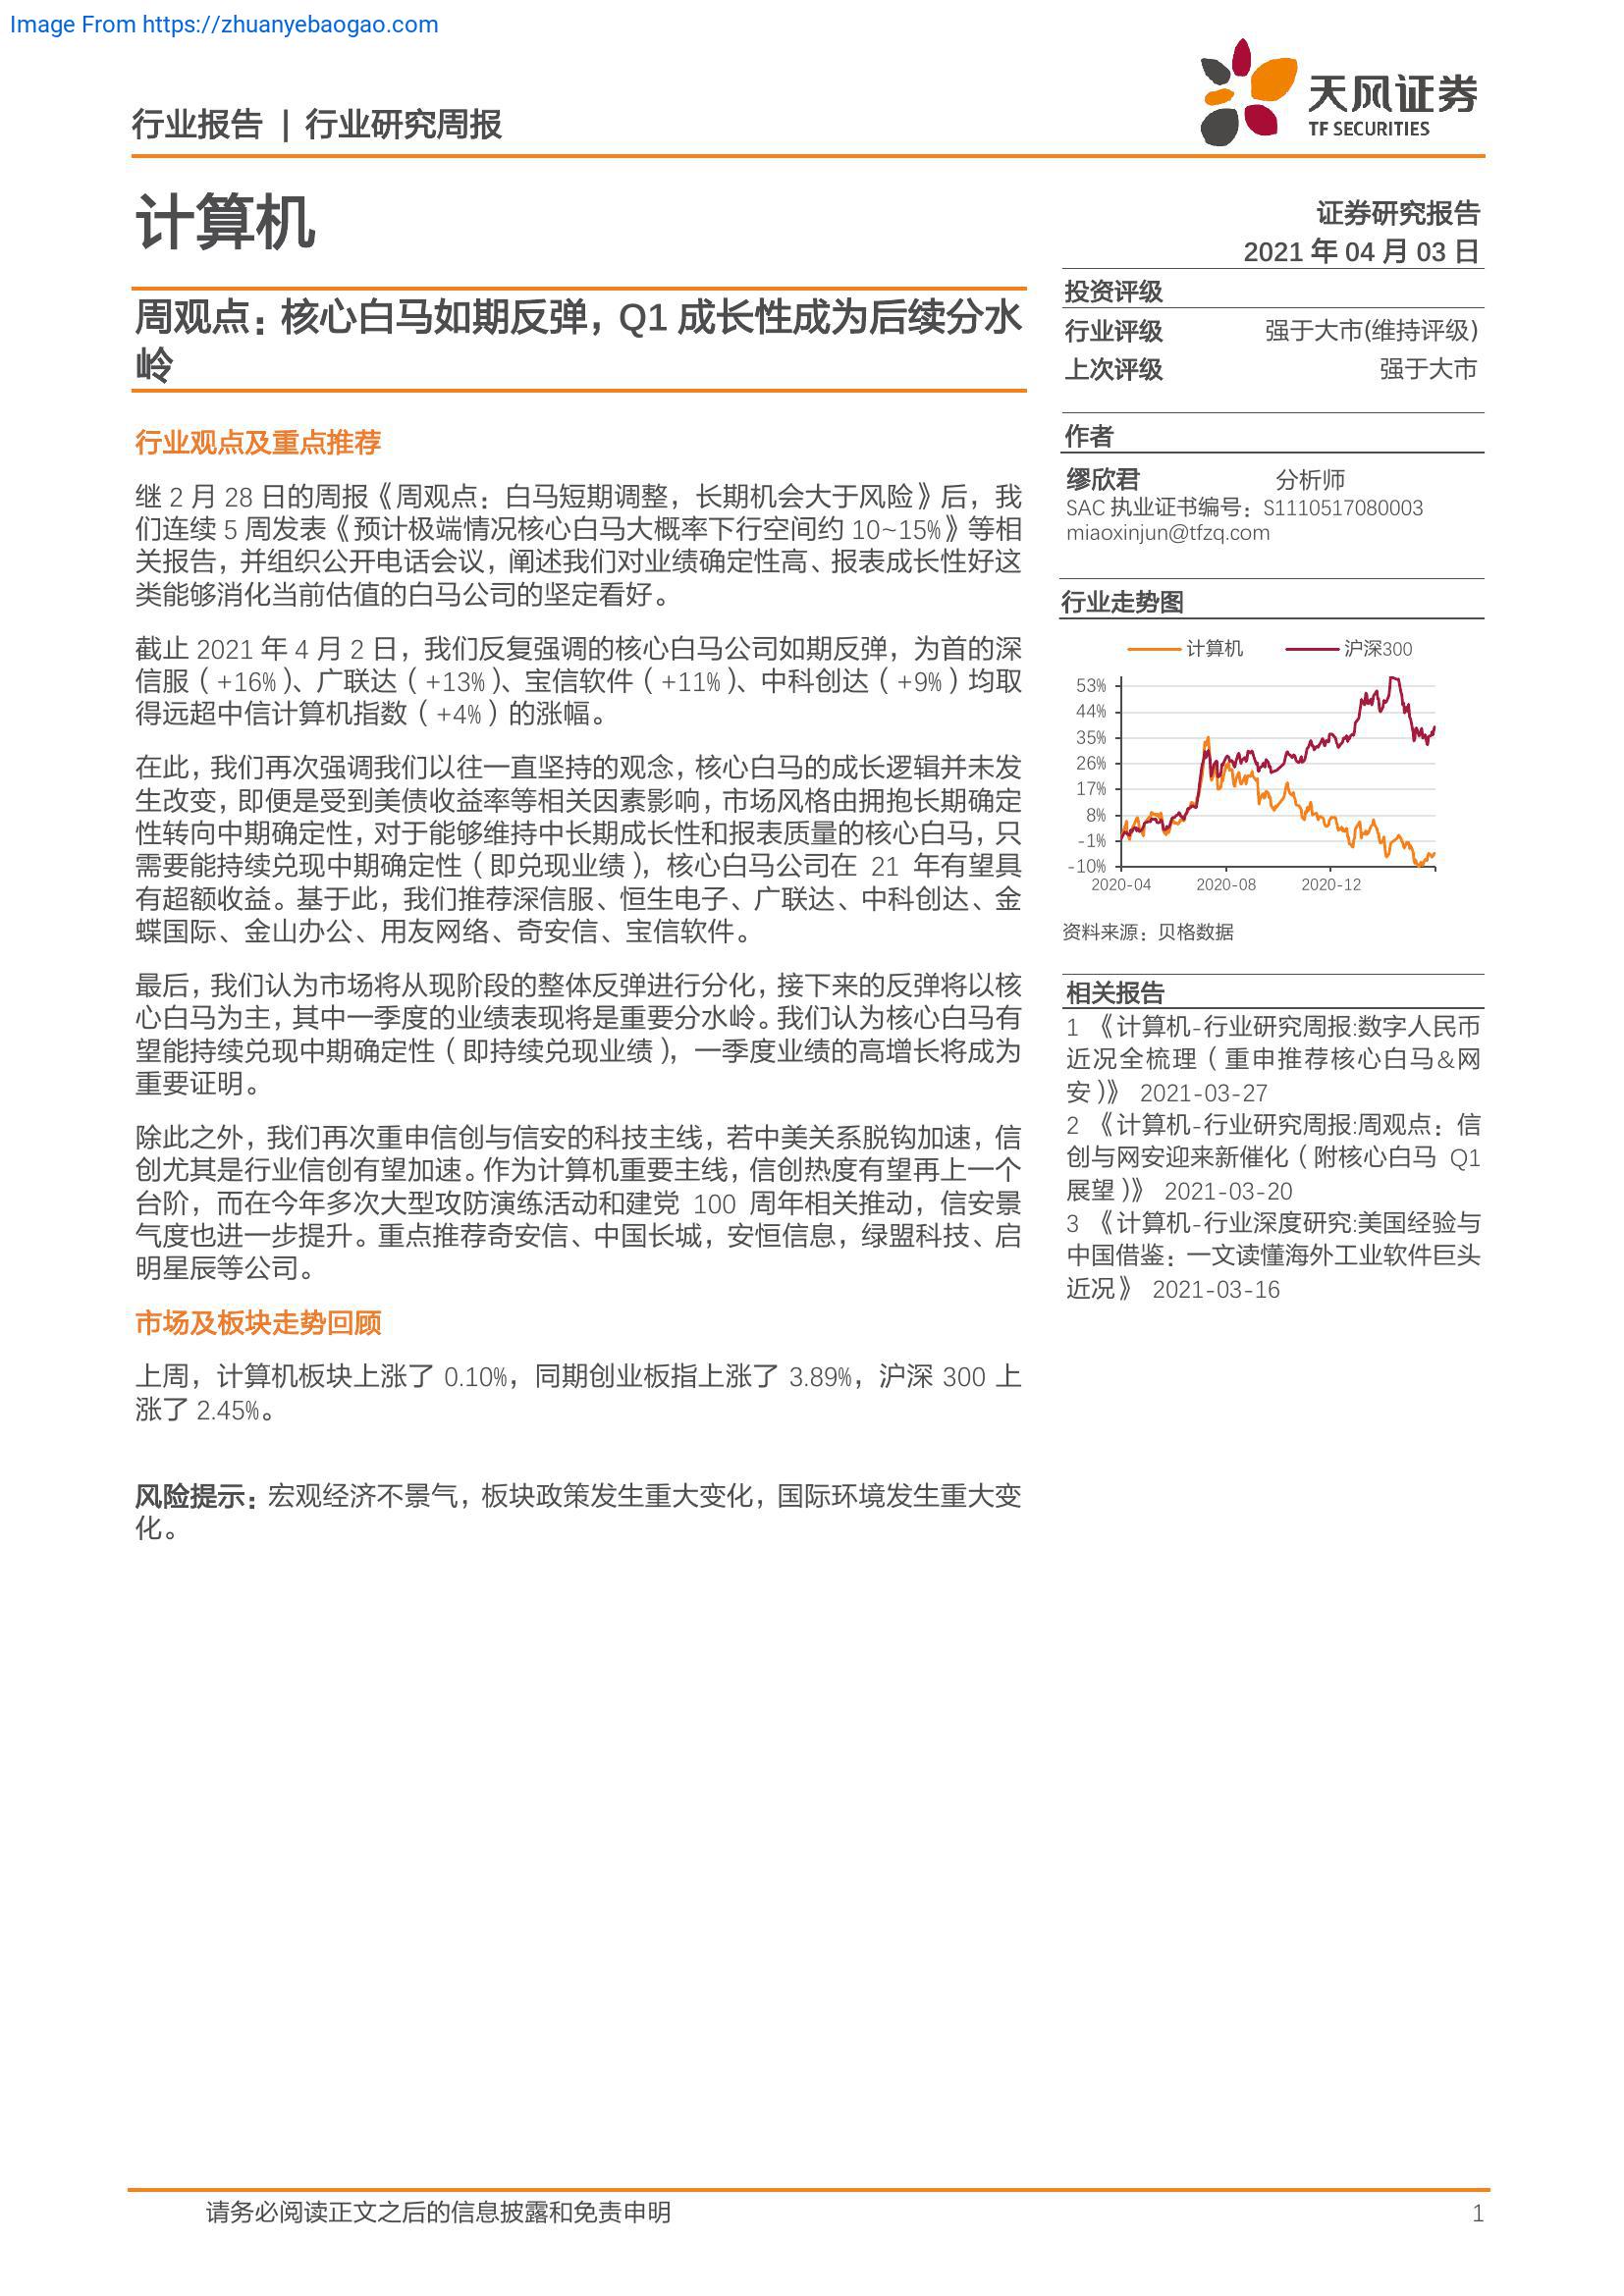 Image From https://zhuanyebaogao.com
行业报告 | 行业研究周报
天风证券
TF SECURITIES
计算机
证券研究报告
2021 年 04 月 03 日
周观点：核心白马如期反弹，Q1 成长性成为后续分水
岭
行业观点及重点推荐
继 2 月 28 日的周报《周观点：白马短期调整，长期机会大于风险》后，我
们连续 5 周发表《预计极端情况核心白马大概率下行空间约 10~15%》等相
关报告，并组织公开电话会议，阐述我们对业绩确定性高、报表成长性好这
类能够消化当前估值的白马公司的坚定看好。
截止 2021 年 4 月 2 日，我们反复强调的核心白马公司如期反弹，为首的深
信服（+16%）、广联达（+13%）、宝信软件（+11%）、中科创达（+9%）均取
得远超中信计算机指数（+4%）的涨幅。
在此，我们再次强调我们以往一直坚持的观念，核心白马的成长逻辑并未发
生改变，即便是受到美债收益率等相关因素影响，市场风格由拥抱长期确定
性转向中期确定性，对于能够维持中长期成长性和报表质量的核心白马，只
需要能持续兑现中期确定性（即兑现业绩），核心白马公司在 21 年有望具
有超额收益。基于此，我们推荐深信服、恒生电子、广联达、中科创达、金
蝶国际、金山办公、用友网络、奇安信、宝信软件。
最后，我们认为市场将从现阶段的整体反弹进行分化，接下来的反弹将以核
心白马为主，其中一季度的业绩表现将是重要分水岭。我们认为核心白马有
望能持续兑现中期确定性（即持续兑现业绩），一季度业绩的高增长将成为
重要证明。
除此之外，我们再次重申信创与信安的科技主线，若中美关系脱钩加速，信
创尤其是行业信创有望加速。作为计算机重要主线，信创热度有望再上一个
台阶，而在今年多次大型攻防演练活动和建党 100 周年相关推动，信安景
气度也进一步提升。重点推荐奇安信、中国长城，安恒信息，绿盟科技、启
明星辰等公司。
市场及板块走势回顾
上周，计算机板块上涨了 0.10%，同期创业板指上涨了 3.89%，沪深 300 上
涨了 2.45%。
风险提示：宏观经济不景气，板块政策发生重大变化，国际环境发生重大变
化。
投资评级
行业评级 强于大市(维持评级)
上次评级 强于大市
作者
缪欣君 分析师
SAC 执业证书编号：S1110517080003
miaoxinjun@tfzq.com
行业走势图
计算机 沪深300
53%
44%
35%
26%
17%
8%
-1%
-10%
2020-04 2020-08 2020-12
资料来源：贝格数据
相关报告
1 《计算机-行业研究周报:数字人民币
近况全梳理（重申推荐核心白马&网
安）》 2021-03-27
2 《计算机-行业研究周报:周观点：信
创与网安迎来新催化（附核心白马 Q1
展望）》 2021-03-20
3 《计算机-行业深度研究:美国经验与
中国借鉴：一文读懂海外工业软件巨头
近况》 2021-03-16
请务必阅读正文之后的信息披露和免责申明 1